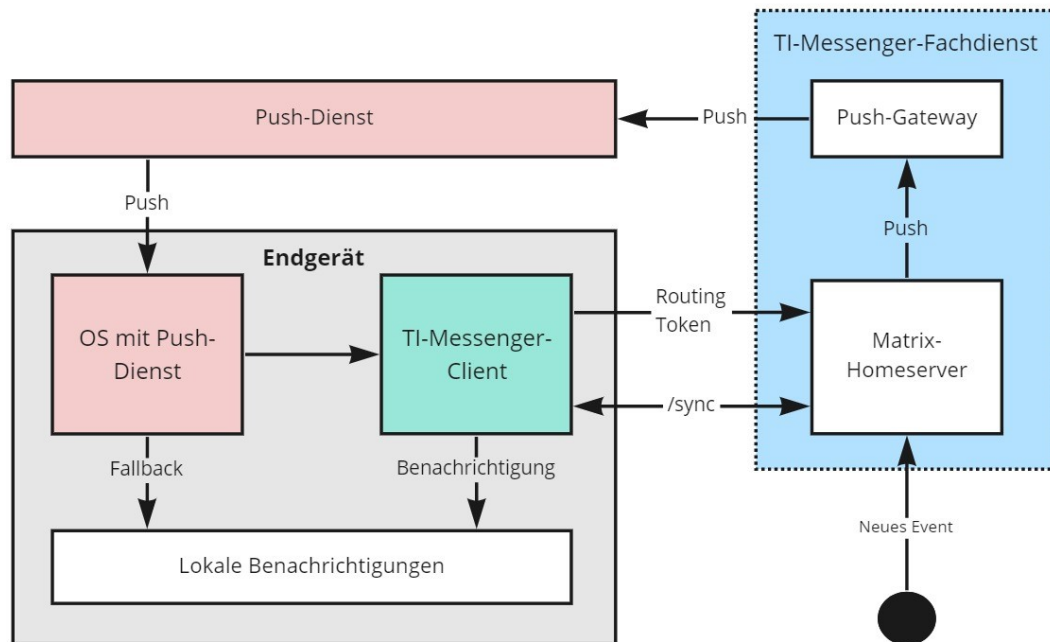 TI-Messenger-Fachdienst
Push-Dienst
Push
Push-Gateway
Push
Push
Endgerät
OS mit Push-
Dienst
TI-Messenger-
Client
Routing
Token
Matrix-
Homeserver
/sync
Fallback
Benachrichtigung
Lokale Benachrichtigungen
Neues Event